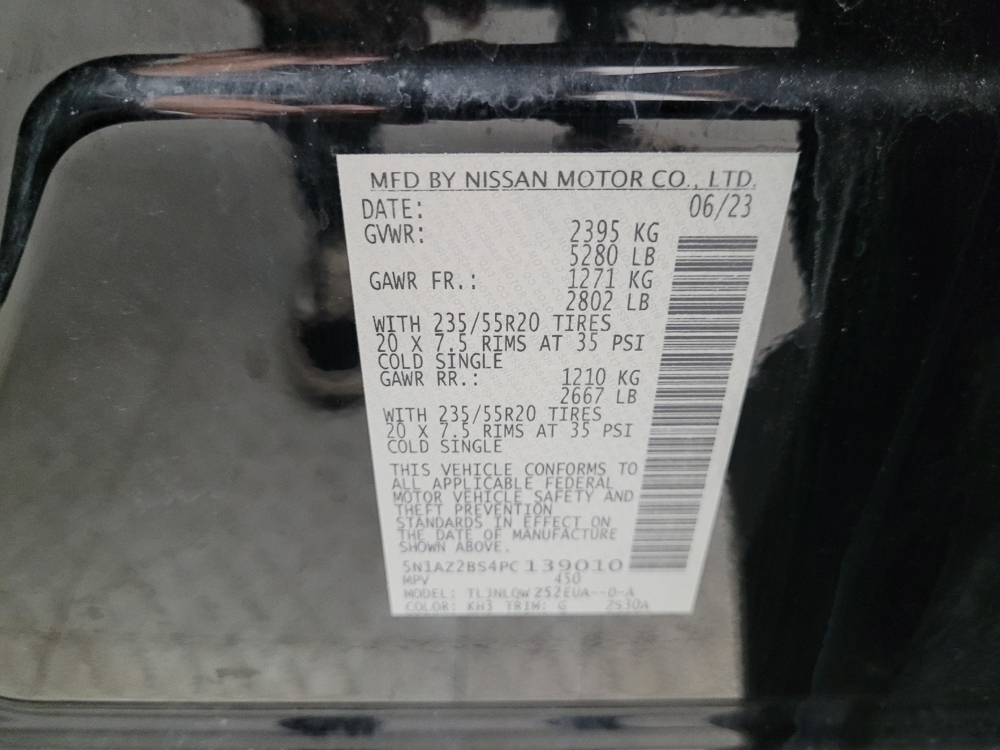 MFD BY NISSAN MOTOR CO., LTD.
DATE: 06/23
GVWR: 2395 KG
5280 LB
GAWR FR.: 1271 KG
2802 LB
WITH 235/55R20 TIRES
20 X 7.5 RIMS AT 35 PSI
COLD SINGLE
GAWR RR.: 1210 KG
2667 LB
WITH 235/55R20 TIRES
20 X 7.5 RIMS AT 35 PSI
COLD SINGLE
THIS VEHICLE CONFORMS TO
ALL APPLICABLE FEDERAL
MOTOR VEHICLE SAFETY AND
THEFT PREVENTION
STANDARDS IN EFFECT ON
THE DATE OF MANUFACTURE
SHOWN ABOVE.
5N1AZ2BS4PC139010
MPV 450
MODEL: TL3NLQW Z52EUA--D-A
COLOR: KH3 TRIM: G 2S30A